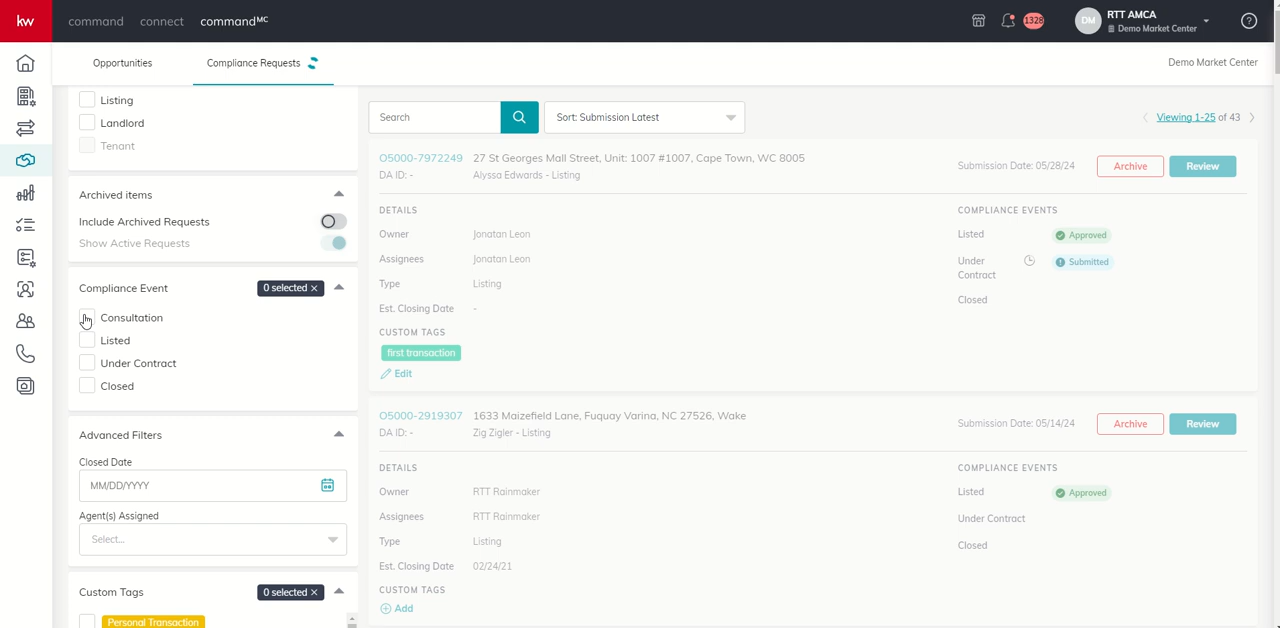 kw
command
connect
command MC
1328
DM
RTT AMCA
Demo Market Center
?
Opportunities
Compliance Requests
Demo Market Center
Listing
Landlord
Tenant
Archived items
Include Archived Requests
Show Active Requests
Compliance Event
0 selected ×
Consultation
Listed
Under Contract
Closed
Advanced Filters
Closed Date
MM/DD/YYYY
Agent(s) Assigned
Select...
Custom Tags
0 selected ×
Personal Transaction
Search
Sort: Submission Latest
Viewing 1-25 of 43
O5000-7972249
27 St Georges Mall Street, Unit: 1007 #1007, Cape Town, WC 8005
DA ID: -
Alyssa Edwards - Listing
Submission Date: 05/28/24
Archive
Review
DETAILS
Owner
Jonatan Leon
Assignees
Jonatan Leon
Type
Listing
Est. Closing Date
-
CUSTOM TAGS
first transaction
Edit
COMPLIANCE EVENTS
Listed
Approved
Under
Contract
Submitted
Closed
O5000-2919307
1633 Maizefield Lane, Fuquay Varina, NC 27526, Wake
DA ID: -
Zig Zigler - Listing
Submission Date: 05/14/24
Archive
Review
DETAILS
Owner
RTT Rainmaker
Assignees
RTT Rainmaker
Type
Listing
Est. Closing Date
02/24/21
CUSTOM TAGS
Add
COMPLIANCE EVENTS
Listed
Approved
Under Contract
Closed